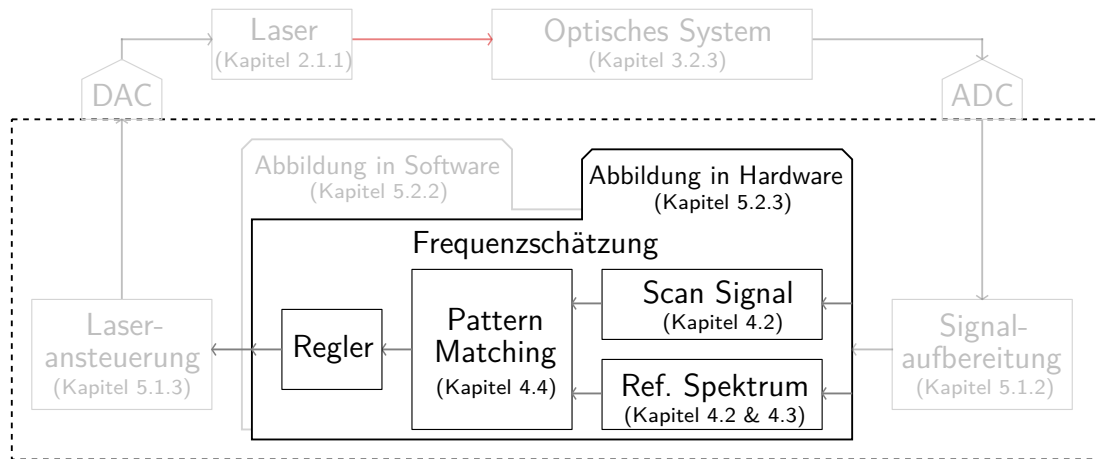 Laser
(Kapitel 2.1.1)
Optisches System
(Kapitel 3.2.3)
DAC
ADC
Abbildung in Software
(Kapitel 5.2.2)
Abbildung in Hardware
(Kapitel 5.2.3)
Frequenzschätzung
Laser-
ansteuerung
(Kapitel 5.1.3)
Regler
Pattern
Matching
(Kapitel 4.4)
Scan Signal
(Kapitel 4.2)
Ref. Spektrum
(Kapitel 4.2 & 4.3)
Signal-
aufbereitung
(Kapitel 5.1.2)